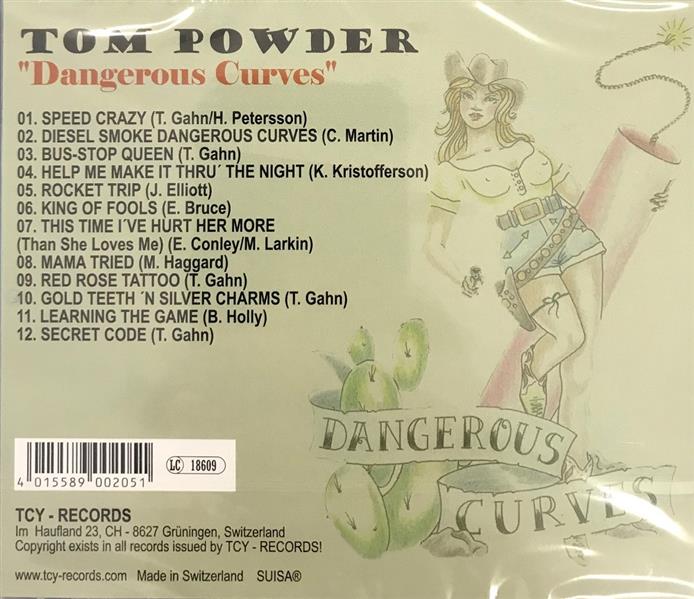 TOM POWDER
"Dangerous Curves"
01. SPEED CRAZY (T. Gahn/H. Petersson)
02. DIESEL SMOKE DANGEROUS CURVES (C. Martin)
03. BUS-STOP QUEEN (T. Gahn)
04. HELP ME MAKE IT THRU´ THE NIGHT (K. Kristofferson)
05. ROCKET TRIP (J. Elliott)
06. KING OF FOOLS (E. Bruce)
07. THIS TIME I´VE HURT HER MORE
(Than She Loves Me) (E. Conley/M. Larkin)
08. MAMA TRIED (M. Haggard)
09. RED ROSE TATTOO (T. Gahn)
10. GOLD TEETH ´N SILVER CHARMS (T. Gahn)
11. LEARNING THE GAME (B. Holly)
12. SECRET CODE (T. Gahn)
DANGEROUS
CURVES
LC 18609
4 015589 002051
TCY - RECORDS
Im Haufland 23, CH - 8627 Grüningen, Switzerland
Copyright exists in all records issued by TCY - RECORDS!
www.tcy-records.com Made in Switzerland SUISA®